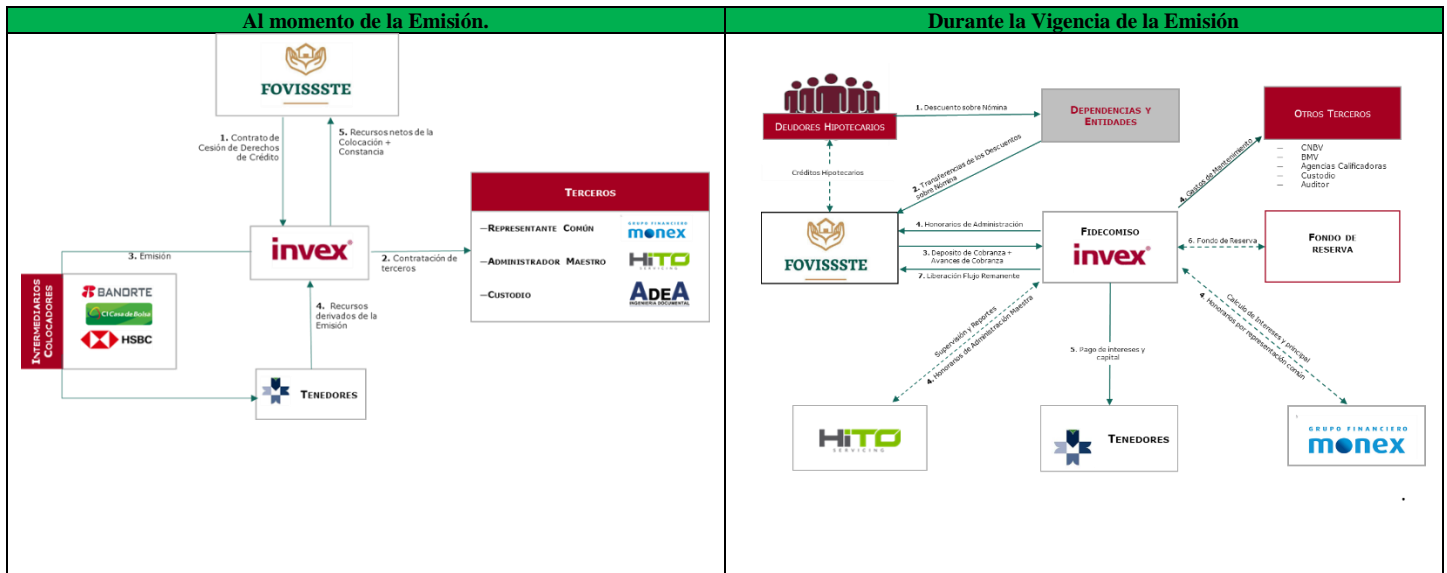 Al momento de la Emisión.
FOVISSSTE
1. Contrato de
Cesión de Derechos
de Crédito
5. Recursos netos de la
Colocación +
Constancia
invex
3. Emisión
2. Contratación de
terceros
TERCEROS
—REPRESENTANTE COMÚN
GRUPO FINANCIERO
monex
—ADMINISTRADOR MAESTRO
HiTO
SERVICING
—CUSTODIO
ADEA
INGENIERIA DOCUMENTAL
INTERMEDIARIOS
COLOCADORES
BANORTE
CI Casa de Bolsa
HSBC
4. Recursos
derivados de la
Emisión
TENEDORES
Durante la Vigencia de la Emisión
DEUDORES HIPOTECARIOS
1. Descuento sobre Nómina
DEPENDENCIAS Y
ENTIDADES
OTROS TERCEROS
— CNBV
— BMV
— Agencias Calificadoras
— Custodio
— Auditor
Créditos Hipotecarios
2. Transferencias de los Descuentos
sobre Nómina
4. Gastos de Mantenimiento
FOVISSSTE
4. Honorarios de Administración
3. Deposito de Cobranza +
Avances de Cobranza
7. Liberación Flujo Remanente
FIDECOMISO
invex
6. Fondo de Reserva
FONDO DE
RESERVA
Supervisión y Reportes
4. Honorarios de Administración Maestra
5. Pago de intereses y
capital
Calculo de Intereses y principal
4. Honorarios por representación común
HiTO
SERVICING
TENEDORES
GRUPO FINANCIERO
monex
.